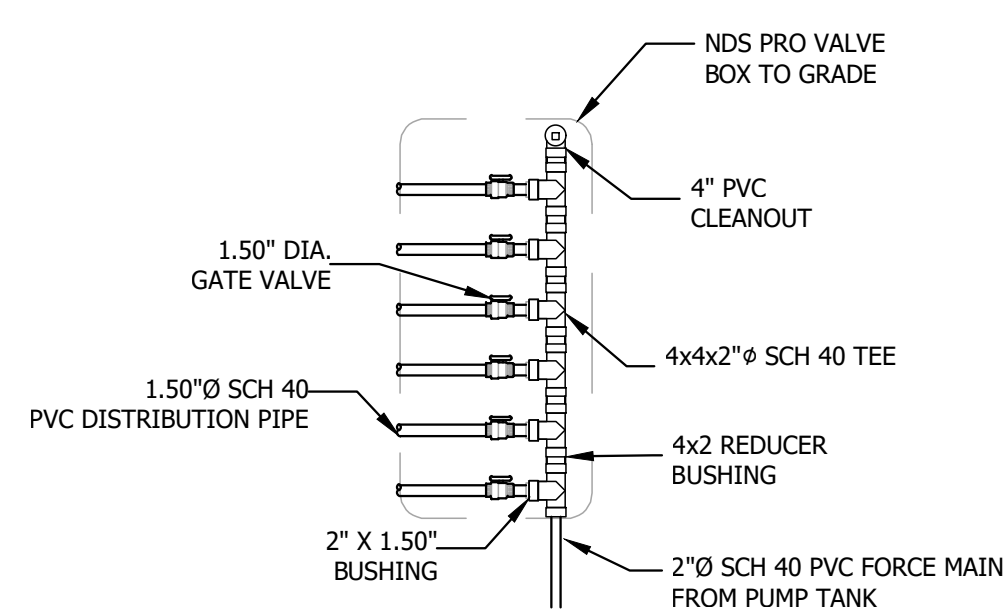 NDS PRO VALVE
BOX TO GRADE
4" PVC
CLEANOUT
1.50" DIA.
GATE VALVE
4x4x2"ø SCH 40 TEE
1.50"Ø SCH 40
PVC DISTRIBUTION PIPE
4x2 REDUCER
BUSHING
2" X 1.50"
BUSHING
2"Ø SCH 40 PVC FORCE MAIN
FROM PUMP TANK